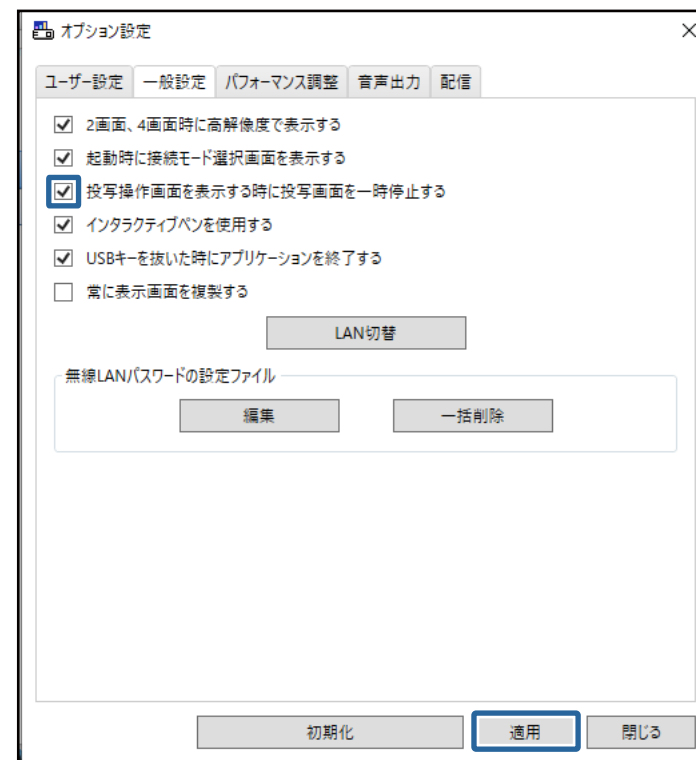 オプション設定
ユーザー設定 一般設定 パフォーマンス調整 音声出力 配信
2画面、4画面時に高解像度で表示する
起動時に接続モード選択画面を表示する
投写操作画面を表示する時に投写画面を一時停止する
インタラクティブペンを使用する
USBキーを抜いた時にアプリケーションを終了する
常に表示画面を複製する
LAN切替
無線LANパスワードの設定ファイル
編集 一括削除
初期化 適用 閉じる